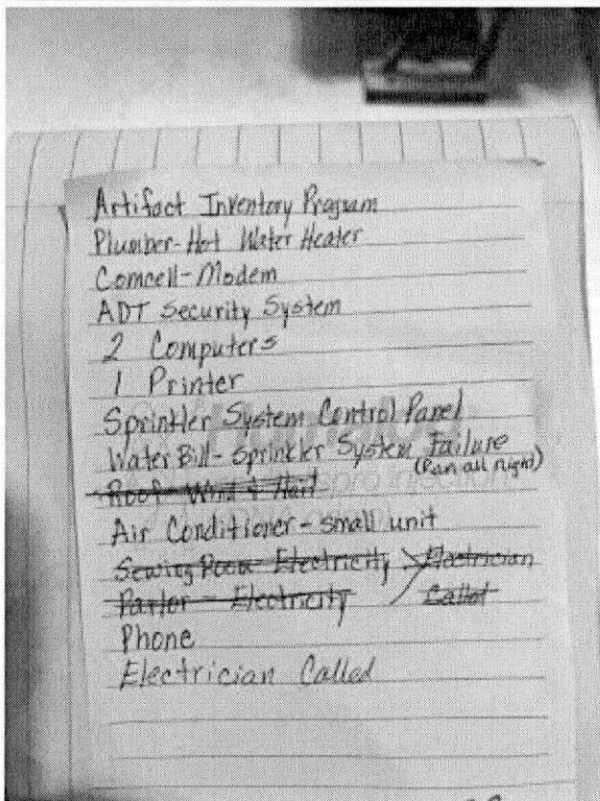 Artifact Inventory Program
Plumber-Hot Water Heater
Comcell-Modem
ADT Security System
2 Computers
1 Printer
Sprinkler System Control Panel
Water Bill- Sprinkler System Failure
(Ran all night)
Roof- Wind & Hail
Air Conditioner - small unit
Sewing Room Electricity Electrician
Parlor - Electricity Called
Phone
Electrician Called